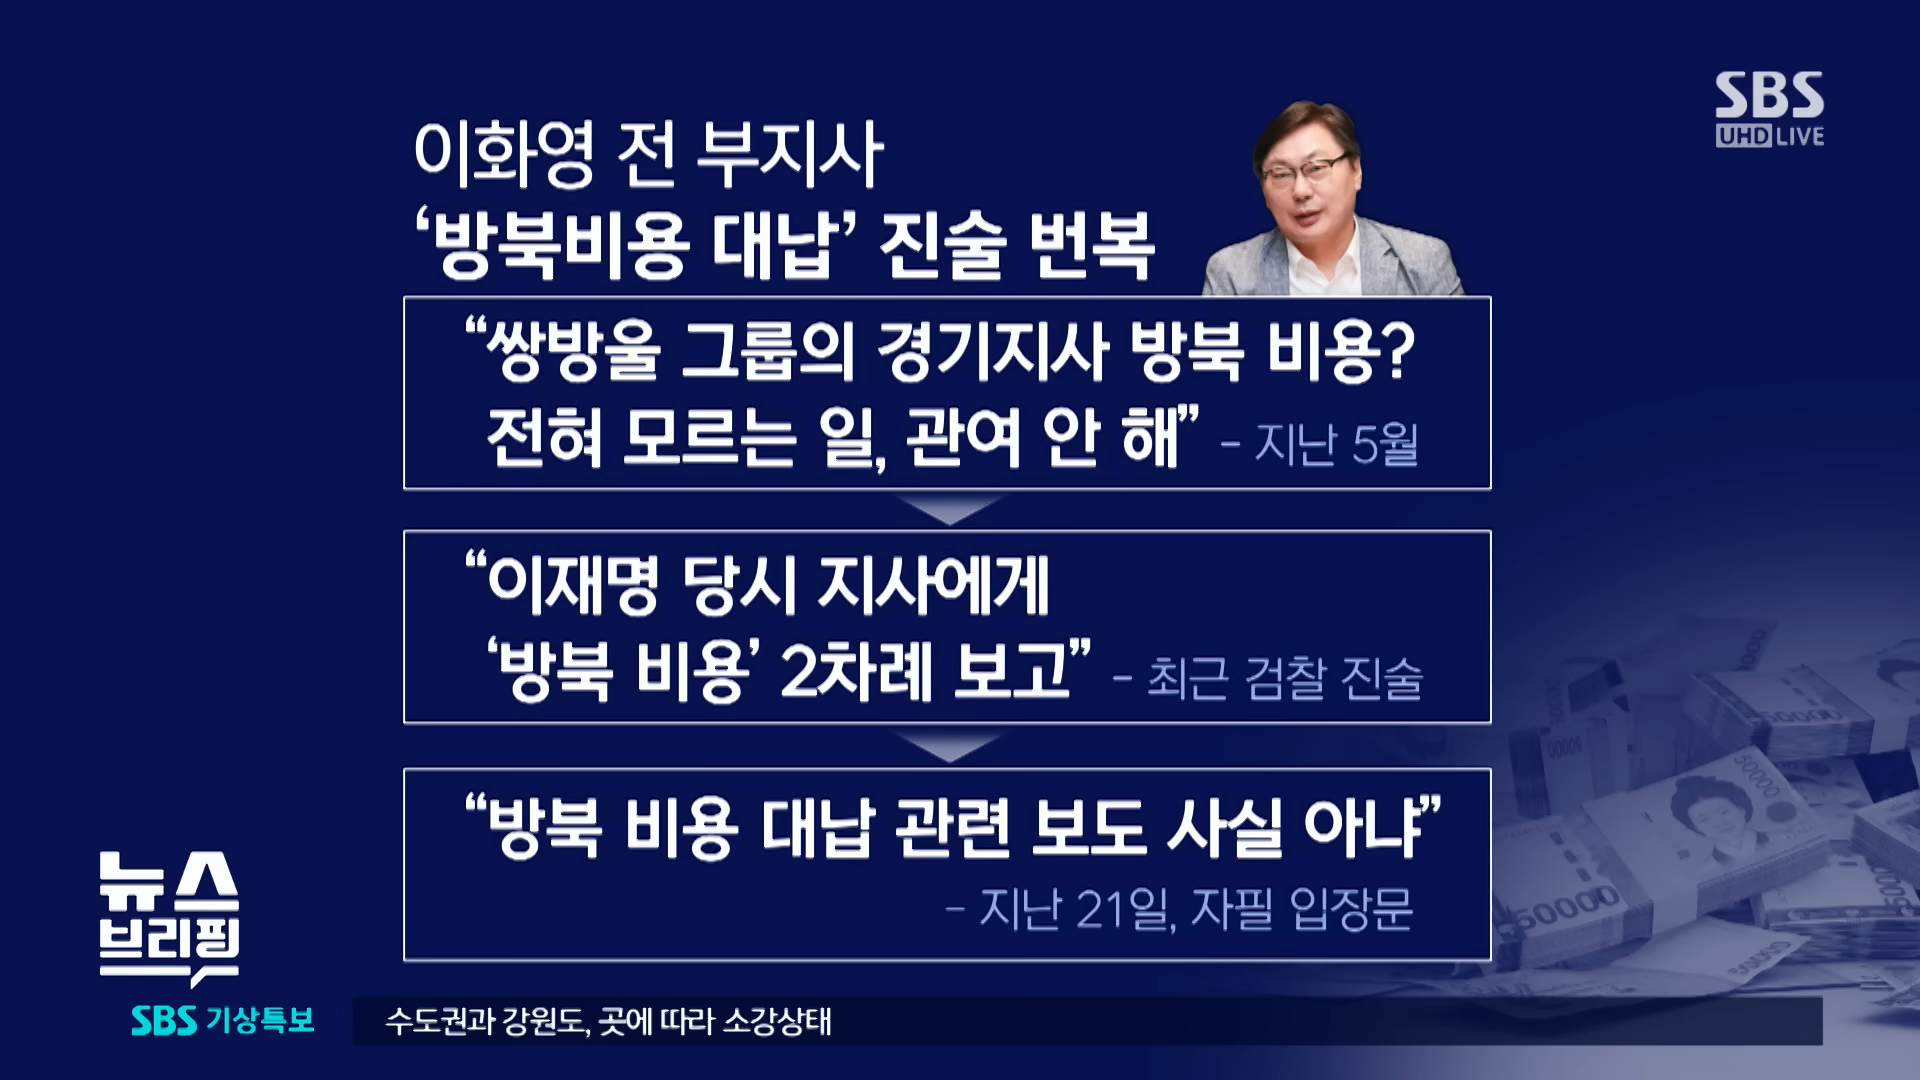 SBS
UHD LIVE
이화영 전 부지사
‘방북비용 대납’ 진술 번복
“쌍방울 그룹의 경기지사 방북 비용?
전혀 모르는 일, 관여 안 해” - 지난 5월
“이재명 당시 지사에게
‘방북 비용’ 2차례 보고” - 최근 검찰 진술
“방북 비용 대납 관련 보도 사실 아냐”
- 지난 21일, 자필 입장문
50000
50000
50000
50000
뉴스
브리핑
SBS 기상특보
수도권과 강원도, 곳에 따라 소강상태